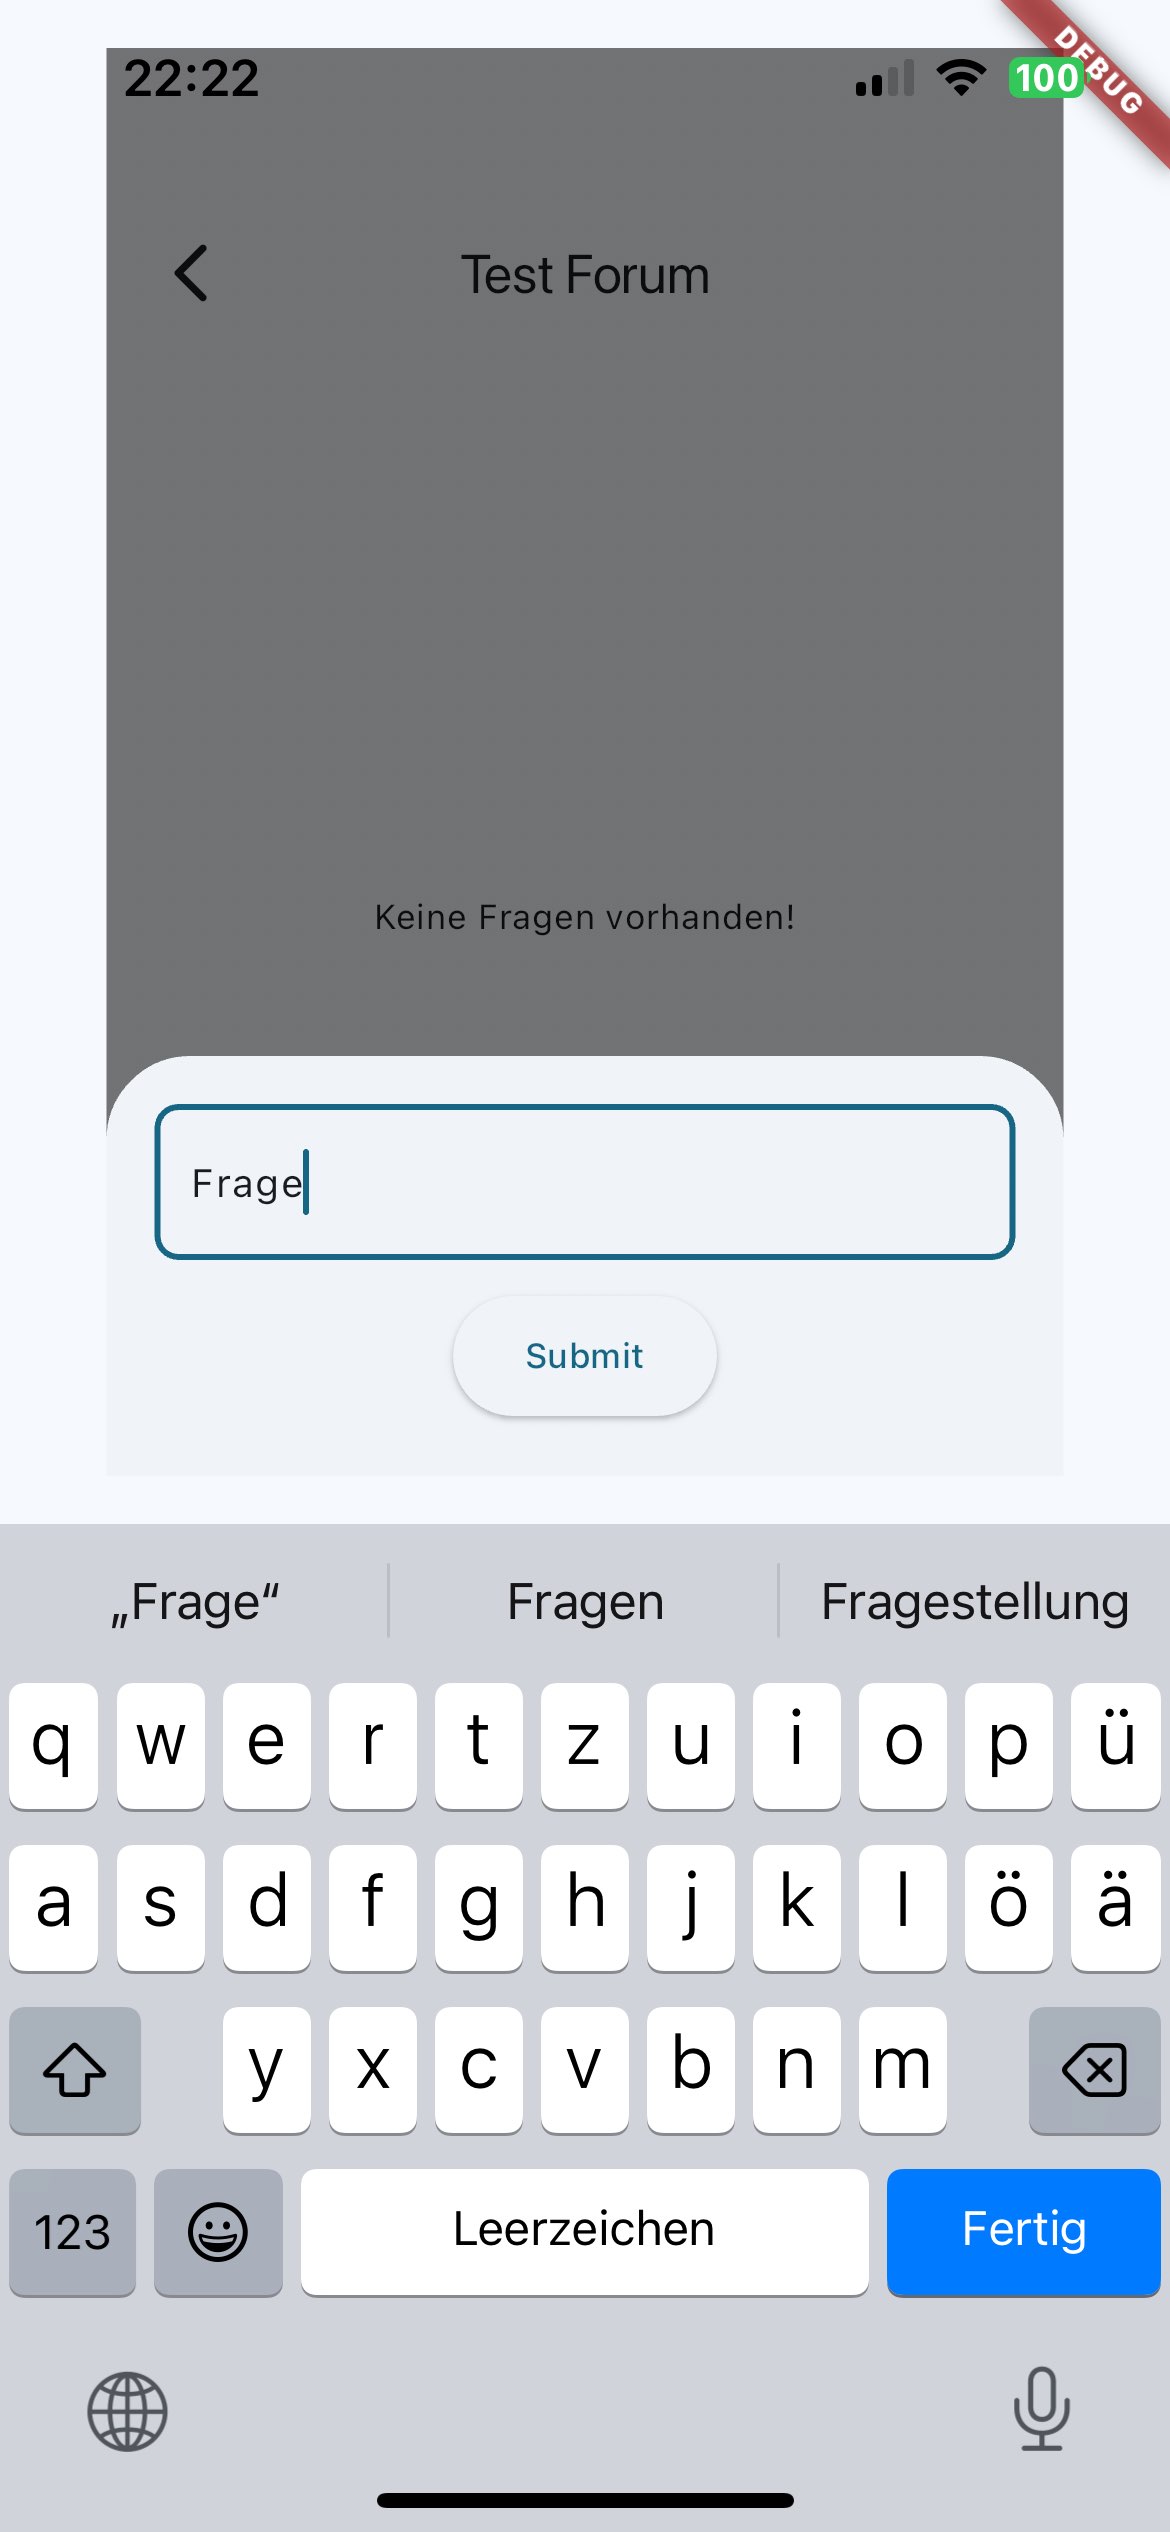 22:22
100
DEBUG
Test Forum
Keine Fragen vorhanden!
Frage
Submit
„Frage“ Fragen Fragestellung
q w e r t z u i o p ü
a s d f g h j k l ö ä
y x c v b n m
123 Leerzeichen Fertig